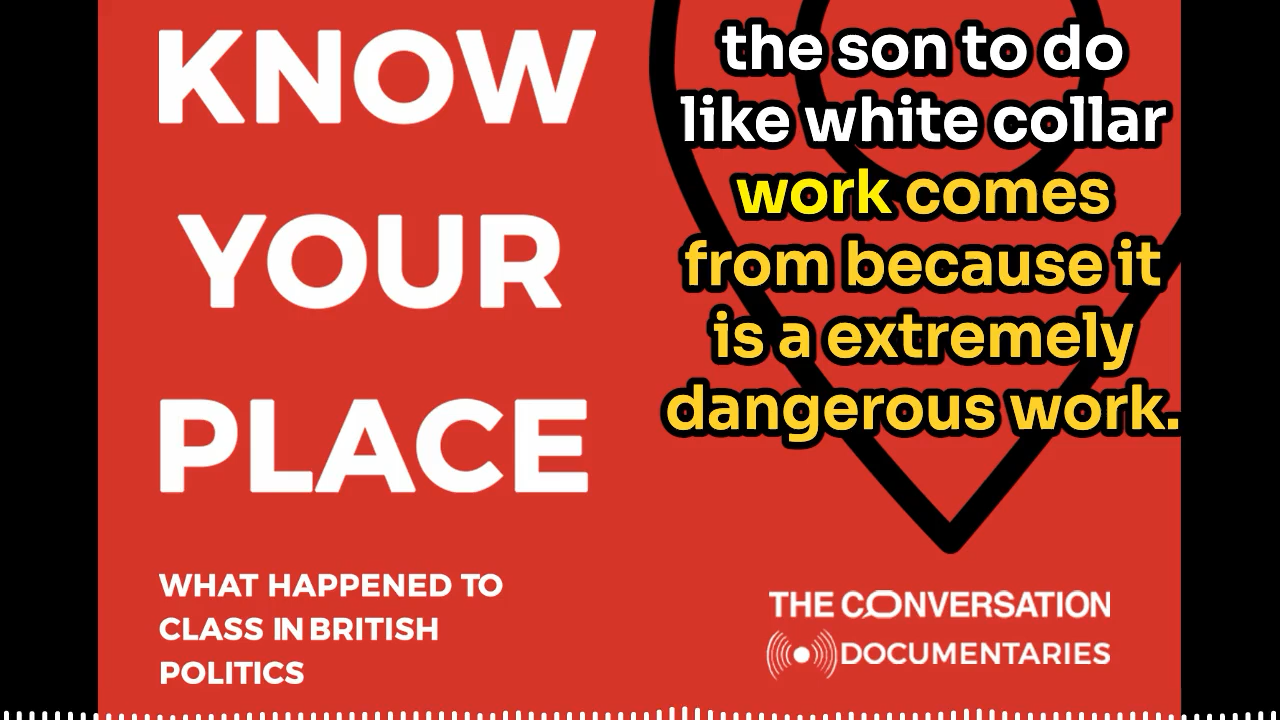 KNOW
YOUR
PLACE
WHAT HAPPENED TO
CLASS IN BRITISH
POLITICS
the son to do
like white collar
work comes
from because it
is a extremely
dangerous work.
THE CONVERSATION
DOCUMENTARIES